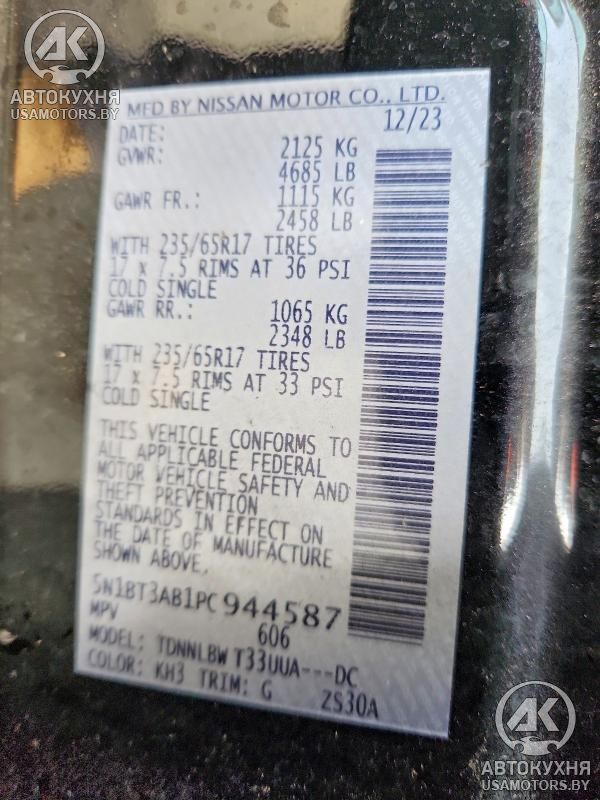 AK
АВТОКУХНЯ
USAMOTORS.BY
MFD BY NISSAN MOTOR CO., LTD.
DATE: 12/23
GVWR: 2125 KG
4685 LB
GAWR FR.: 1115 KG
2458 LB
WITH 235/65R17 TIRES
17 x 7.5 RIMS AT 36 PSI
COLD SINGLE
GAWR RR.: 1065 KG
2348 LB
WITH 235/65R17 TIRES
17 x 7.5 RIMS AT 33 PSI
COLD SINGLE
THIS VEHICLE CONFORMS TO
ALL APPLICABLE FEDERAL
MOTOR VEHICLE SAFETY AND
THEFT PREVENTION
STANDARDS IN EFFECT ON
THE DATE OF MANUFACTURE
SHOWN ABOVE.
5N1BT3AB1PC944587
MPV 606
MODEL: TDNNLBW T33UUA---DC
COLOR: KH3 TRIM: G ZS30A
AK
АВТОКУХНЯ
USAMOTORS.BY